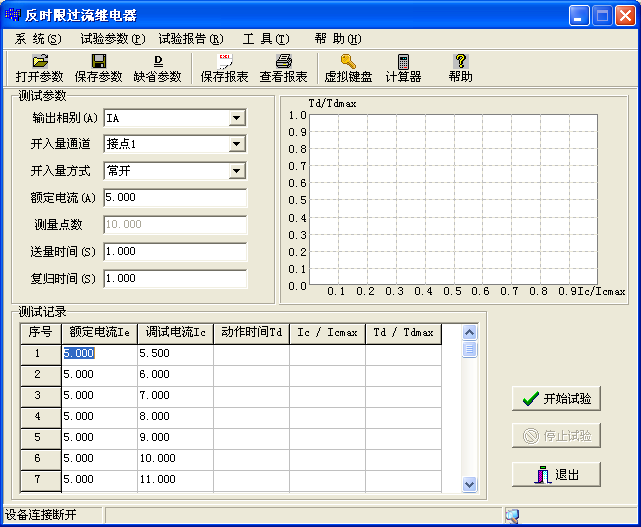 反时限过流继电器
系 统(S) 试验参数(P) 试验报告(R) 工 具(T) 帮 助(H)
打开参数 保存参数 缺省参数 保存报表 查看报表 虚拟键盘 计算器 帮助
测试参数
输出相别(A) IA
开入量通道 接点1
开入量方式 常开
额定电流(A) 5.000
测量点数 10.000
送量时间(S) 1.000
复归时间(S) 1.000
Td/Tdmax
1.0
0.9
0.8
0.7
0.6
0.5
0.4
0.3
0.2
0.1
0.0
0.1 0.2 0.3 0.4 0.5 0.6 0.7 0.8 0.9 Ic/Icmax
测试记录
序号 额定电流Ie 调试电流Ic 动作时间Td Ic / Icmax Td / Tdmax
1 5.000 5.500
2 5.000 6.000
3 5.000 7.000
4 5.000 8.000
5 5.000 9.000
6 5.000 10.000
7 5.000 11.000
开始试验
停止试验
退出
设备连接断开